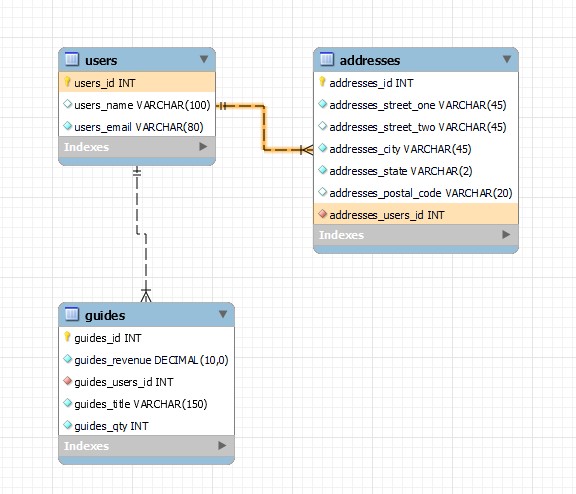 users
users_id INT
users_name VARCHAR(100)
users_email VARCHAR(80)
Indexes
addresses
addresses_id INT
addresses_street_one VARCHAR(45)
addresses_street_two VARCHAR(45)
addresses_city VARCHAR(45)
addresses_state VARCHAR(2)
addresses_postal_code VARCHAR(20)
addresses_users_id INT
Indexes
guides
guides_id INT
guides_revenue DECIMAL(10,0)
guides_users_id INT
guides_title VARCHAR(150)
guides_qty INT
Indexes